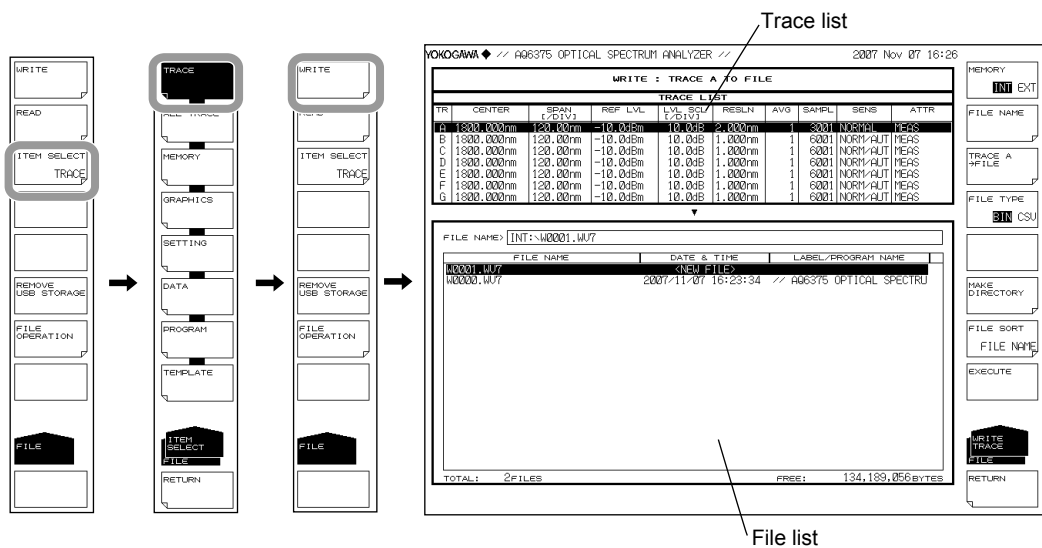 Trace list
WRITE
READ
ITEM SELECT
TRACE
REMOVE
USB STORAGE
FILE
OPERATION
FILE
TRACE
ALL TRACE
MEMORY
GRAPHICS
SETTING
DATA
PROGRAM
TEMPLATE
ITEM
SELECT
FILE
RETURN
WRITE
READ
ITEM SELECT
TRACE
REMOVE
USB STORAGE
FILE
OPERATION
FILE
YOKOGAWA ◆ // AQ6375 OPTICAL SPECTRUM ANALYZER // 2007 Nov 07 16:26
WRITE : TRACE A TO FILE
TRACE LIST
TR CENTER SPAN [/DIV] REF LVL LVL SCL [/DIV] RESLN AVG SAMPL SENS ATTR
A 1800.000nm 120.00nm -10.0dBm 10.0dB 2.000nm 1 3001 NORMAL MEAS
B 1800.000nm 120.00nm -10.0dBm 10.0dB 1.000nm 1 6001 NORM/AUT MEAS
C 1800.000nm 120.00nm -10.0dBm 10.0dB 1.000nm 1 6001 NORM/AUT MEAS
D 1800.000nm 120.00nm -10.0dBm 10.0dB 1.000nm 1 6001 NORM/AUT MEAS
E 1800.000nm 120.00nm -10.0dBm 10.0dB 1.000nm 1 6001 NORM/AUT MEAS
F 1800.000nm 120.00nm -10.0dBm 10.0dB 1.000nm 1 6001 NORM/AUT MEAS
G 1800.000nm 120.00nm -10.0dBm 10.0dB 1.000nm 1 6001 NORM/AUT MEAS
FILE NAME> INT:\W0001.WV7
FILE NAME DATE & TIME LABEL/PROGRAM NAME
W0001.WV7 <NEW FILE>
W0000.WV7 2007/11/07 16:23:34 // AQ6375 OPTICAL SPECTRU
TOTAL: 2FILES FREE: 134,189,056BYTES
MEMORY
INT EXT
FILE NAME
TRACE A
→FILE
FILE TYPE
BIN CSV
MAKE
DIRECTORY
FILE SORT
FILE NAME
EXECUTE
WRITE
TRACE
FILE
RETURN
File list